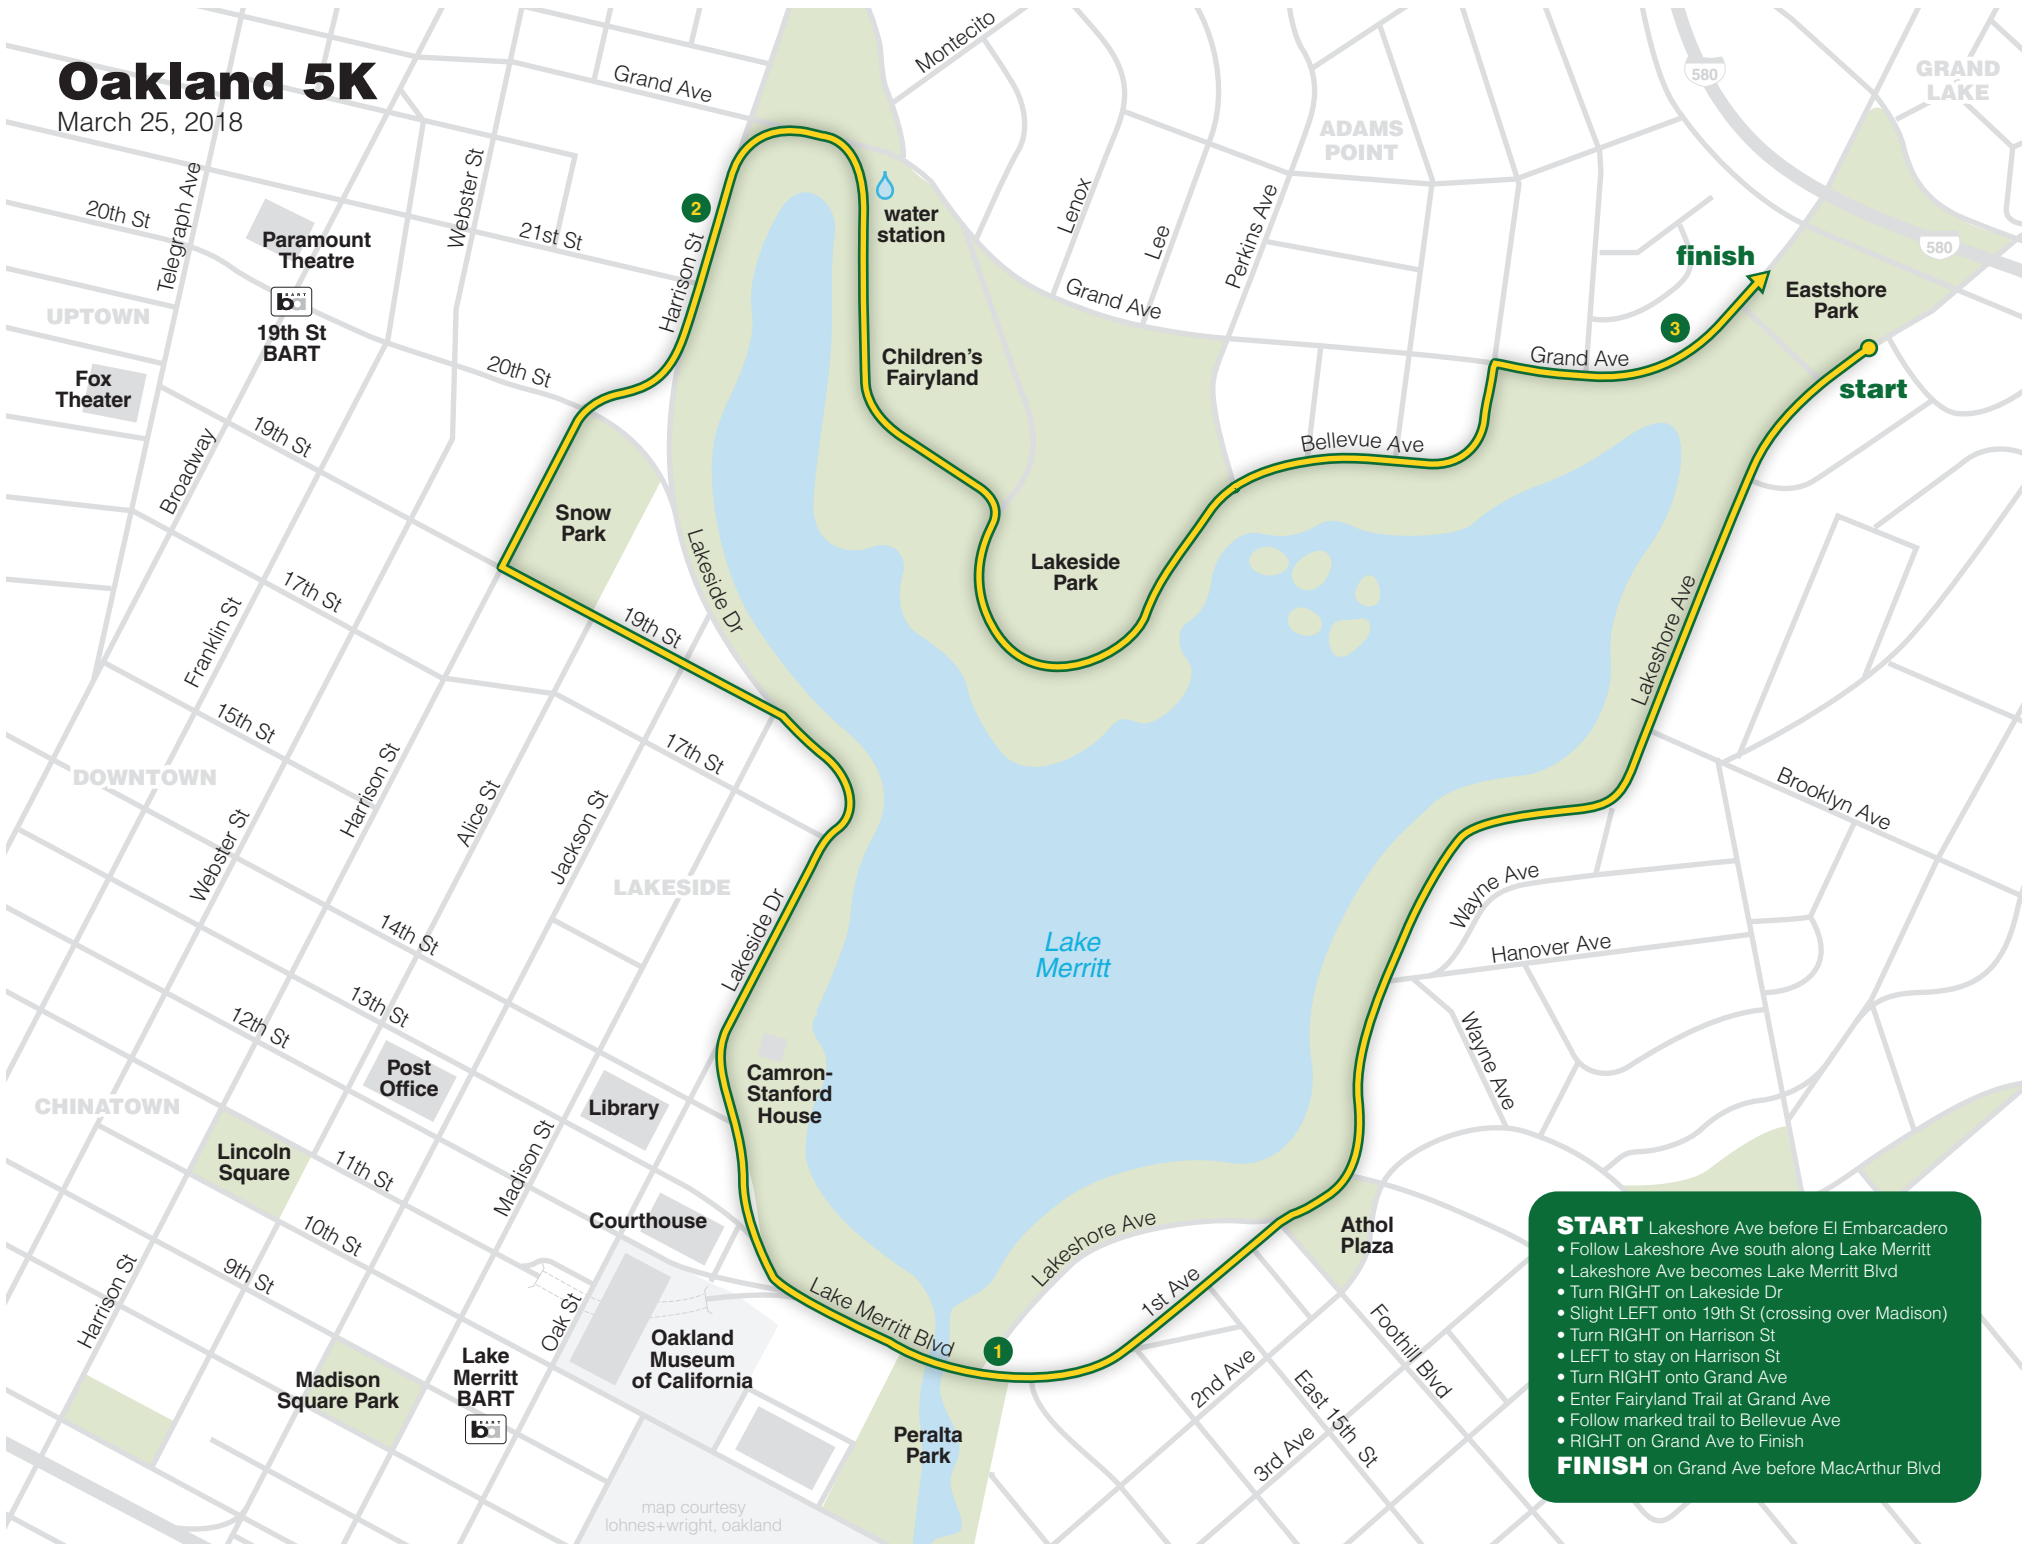 Oakland 5K
March 25, 2018
Montecito
Grand Ave
580
GRAND
LAKE
ADAMS
POINT
Telegraph Ave
Webster St
20th St
Paramount
Theatre
21st St
2
water
station
Harrison St
Lenox
Lee
Perkins Ave
finish
580
Eastshore
Park
UPTOWN
19th St
BART
Grand Ave
3
Grand Ave
Children's
Fairyland
start
Fox
Theater
20th St
19th St
Broadway
Bellevue Ave
Snow
Park
Lakeside
Park
Lakeside Dr
17th St
19th St
Franklin St
Lakeshore Ave
15th St
17th St
DOWNTOWN
Harrison St
Alice St
Jackson St
Webster St
Brooklyn Ave
LAKESIDE
Wayne Ave
14th St
Lakeside Dr
Lake
Merritt
Hanover Ave
13th St
12th St
Wayne Ave
Post
Office
Camron-
Stanford
House
Library
CHINATOWN
Lincoln
Square
11th St
Madison St
Courthouse
10th St
9th St
Lakeshore Ave
Athol
Plaza
Harrison St
Oak St
Lake Merritt Blvd
1st Ave
1
Oakland
Museum
of California
Lake
Merritt
BART
Madison
Square Park
Foothill Blvd
2nd Ave
East 15th St
3rd Ave
Peralta
Park
map courtesy
lohnes+wright, oakland
START Lakeshore Ave before El Embarcadero
• Follow Lakeshore Ave south along Lake Merritt
• Lakeshore Ave becomes Lake Merritt Blvd
• Turn RIGHT on Lakeside Dr
• Slight LEFT onto 19th St (crossing over Madison)
• Turn RIGHT on Harrison St
• LEFT to stay on Harrison St
• Turn RIGHT onto Grand Ave
• Enter Fairyland Trail at Grand Ave
• Follow marked trail to Bellevue Ave
• RIGHT on Grand Ave to Finish
FINISH on Grand Ave before MacArthur Blvd